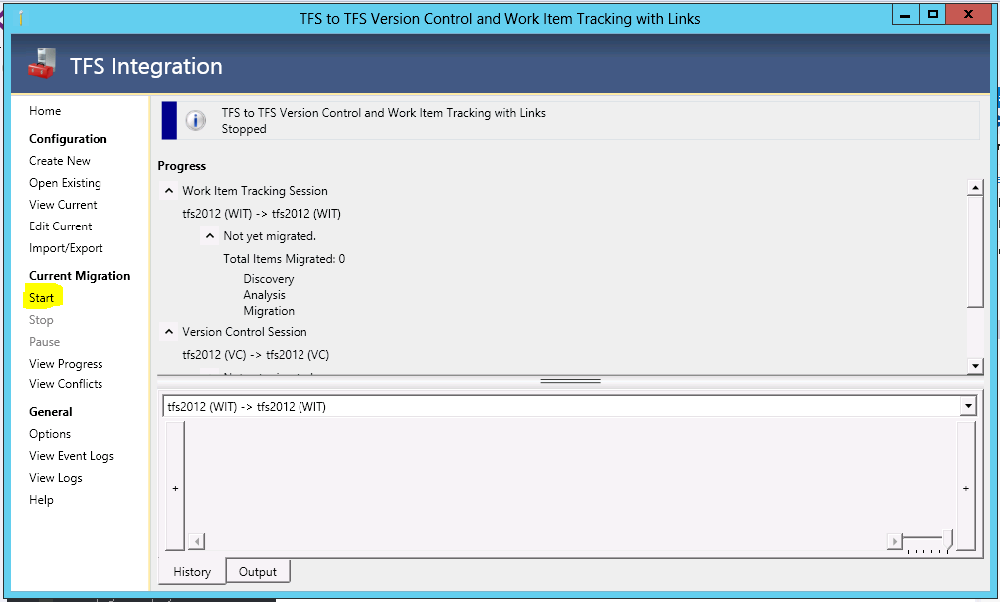 TFS to TFS Version Control and Work Item Tracking with Links
x
TFS Integration
Home
Configuration
Create New
Open Existing
View Current
Edit Current
Import/Export
Current Migration
Start
Stop
Pause
View Progress
View Conflicts
General
Options
View Event Logs
View Logs
Help
TFS to TFS Version Control and Work Item Tracking with Links
Stopped
Progress
Work Item Tracking Session
tfs2012 (WIT) -> tfs2012 (WIT)
Not yet migrated.
Total Items Migrated: 0
Discovery
Analysis
Migration
Version Control Session
tfs2012 (VC) -> tfs2012 (VC)
tfs2012 (WIT) -> tfs2012 (WIT)
+
+
History
Output